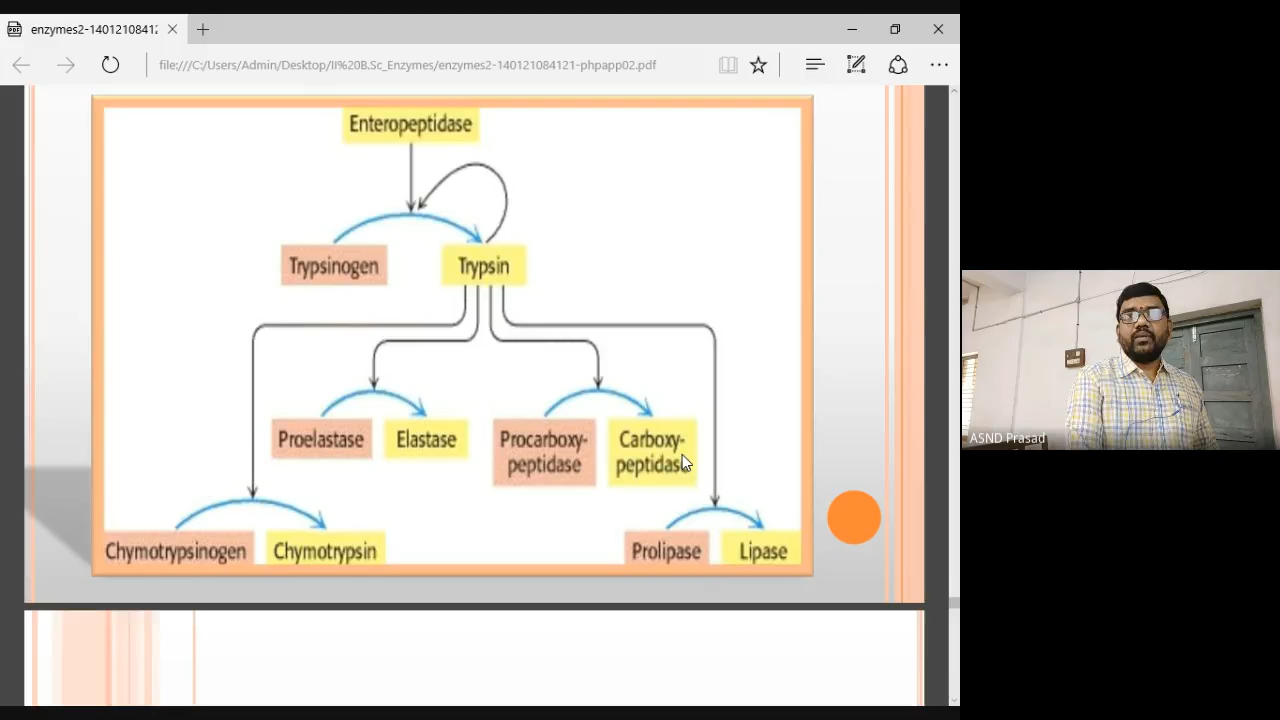 enzymes2-1401210841
file:///C:/Users/Admin/Desktop/II%20B.Sc_Enzymes/enzymes2-140121084121-phpapp02.pdf
Enteropeptidase
Trypsinogen
Trypsin
Proelastase
Elastase
Procarboxy-
peptidase
Carboxy-
peptidase
Chymotrypsinogen
Chymotrypsin
Prolipase
Lipase
ASND Prasad